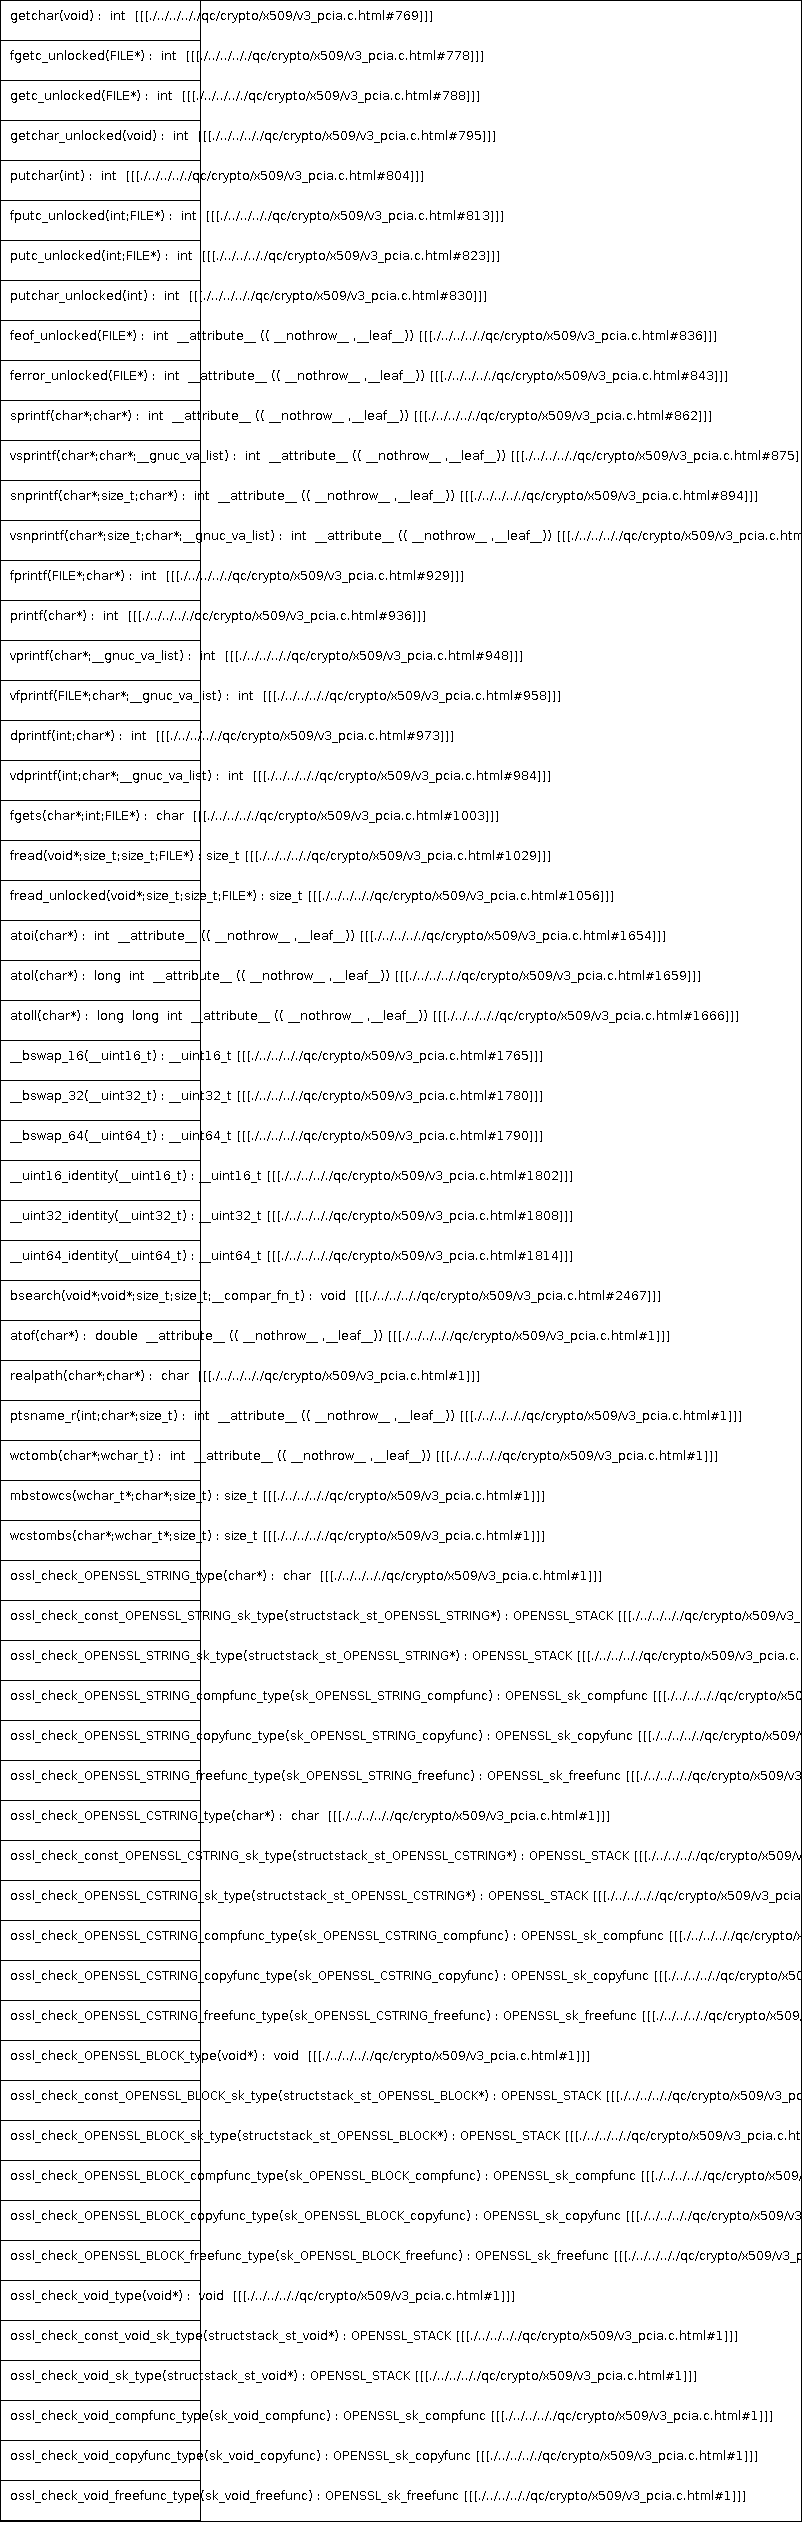 getchar(void) :  int  [[[./../../.././qc/crypto/x509/v3_pcia.c.html#769]]]
fgetc_unlocked(FILE*) :  int  [[[./../../.././qc/crypto/x509/v3_pcia.c.html#778]]]
getc_unlocked(FILE*) :  int  [[[./../../.././qc/crypto/x509/v3_pcia.c.html#788]]]
getchar_unlocked(void) :  int  [[[./../../.././qc/crypto/x509/v3_pcia.c.html#795]]]
putchar(int) :  int  [[[./../../.././qc/crypto/x509/v3_pcia.c.html#804]]]
fputc_unlocked(int;FILE*) :  int  [[[./../../.././qc/crypto/x509/v3_pcia.c.html#813]]]
putc_unlocked(int;FILE*) :  int  [[[./../../.././qc/crypto/x509/v3_pcia.c.html#823]]]
putchar_unlocked(int) :  int  [[[./../../.././qc/crypto/x509/v3_pcia.c.html#830]]]
feof_unlocked(FILE*) :  int  __attribute__ (( __nothrow__ ,__leaf__)) [[[./../../.././qc/crypto/x509/v3_pcia.c.html#836]]]
ferror_unlocked(FILE*) :  int  __attribute__ (( __nothrow__ ,__leaf__)) [[[./../../.././qc/crypto/x509/v3_pcia.c.html#843]]]
sprintf(char*;char*) :  int  __attribute__ (( __nothrow__ ,__leaf__)) [[[./../../.././qc/crypto/x509/v3_pcia.c.html#862]]]
vsprintf(char*;char*;__gnuc_va_list) :  int  __attribute__ (( __nothrow__ ,__leaf__)) [[[./../../.././qc/crypto/x509/v3_pcia.c.html#875]
snprintf(char*;size_t;char*) :  int  __attribute__ (( __nothrow__ ,__leaf__)) [[[./../../.././qc/crypto/x509/v3_pcia.c.html#894]]]
vsnprintf(char*;size_t;char*;__gnuc_va_list) :  int  __attribute__ (( __nothrow__ ,__leaf__)) [[[./../../.././qc/crypto/x509/v3_pcia.c.htm
fprintf(FILE*;char*) :  int  [[[./../../.././qc/crypto/x509/v3_pcia.c.html#929]]]
printf(char*) :  int  [[[./../../.././qc/crypto/x509/v3_pcia.c.html#936]]]
vprintf(char*;__gnuc_va_list) :  int  [[[./../../.././qc/crypto/x509/v3_pcia.c.html#948]]]
vfprintf(FILE*;char*;__gnuc_va_list) :  int  [[[./../../.././qc/crypto/x509/v3_pcia.c.html#958]]]
dprintf(int;char*) :  int  [[[./../../.././qc/crypto/x509/v3_pcia.c.html#973]]]
vdprintf(int;char*;__gnuc_va_list) :  int  [[[./../../.././qc/crypto/x509/v3_pcia.c.html#984]]]
fgets(char*;int;FILE*) :  char  [[[./../../.././qc/crypto/x509/v3_pcia.c.html#1003]]]
fread(void*;size_t;size_t;FILE*) : size_t [[[./../../.././qc/crypto/x509/v3_pcia.c.html#1029]]]
fread_unlocked(void*;size_t;size_t;FILE*) : size_t [[[./../../.././qc/crypto/x509/v3_pcia.c.html#1056]]]
atoi(char*) :  int  __attribute__ (( __nothrow__ ,__leaf__)) [[[./../../.././qc/crypto/x509/v3_pcia.c.html#1654]]]
atol(char*) :  long  int  __attribute__ (( __nothrow__ ,__leaf__)) [[[./../../.././qc/crypto/x509/v3_pcia.c.html#1659]]]
atoll(char*) :  long  long  int  __attribute__ (( __nothrow__ ,__leaf__)) [[[./../../.././qc/crypto/x509/v3_pcia.c.html#1666]]]
__bswap_16(__uint16_t) : __uint16_t [[[./../../.././qc/crypto/x509/v3_pcia.c.html#1765]]]
__bswap_32(__uint32_t) : __uint32_t [[[./../../.././qc/crypto/x509/v3_pcia.c.html#1780]]]
__bswap_64(__uint64_t) : __uint64_t [[[./../../.././qc/crypto/x509/v3_pcia.c.html#1790]]]
__uint16_identity(__uint16_t) : __uint16_t [[[./../../.././qc/crypto/x509/v3_pcia.c.html#1802]]]
__uint32_identity(__uint32_t) : __uint32_t [[[./../../.././qc/crypto/x509/v3_pcia.c.html#1808]]]
__uint64_identity(__uint64_t) : __uint64_t [[[./../../.././qc/crypto/x509/v3_pcia.c.html#1814]]]
bsearch(void*;void*;size_t;size_t;__compar_fn_t) :  void  [[[./../../.././qc/crypto/x509/v3_pcia.c.html#2467]]]
atof(char*) :  double  __attribute__ (( __nothrow__ ,__leaf__)) [[[./../../.././qc/crypto/x509/v3_pcia.c.html#1]]]
realpath(char*;char*) :  char  [[[./../../.././qc/crypto/x509/v3_pcia.c.html#1]]]
ptsname_r(int;char*;size_t) :  int  __attribute__ (( __nothrow__ ,__leaf__)) [[[./../../.././qc/crypto/x509/v3_pcia.c.html#1]]]
wctomb(char*;wchar_t) :  int  __attribute__ (( __nothrow__ ,__leaf__)) [[[./../../.././qc/crypto/x509/v3_pcia.c.html#1]]]
mbstowcs(wchar_t*;char*;size_t) : size_t [[[./../../.././qc/crypto/x509/v3_pcia.c.html#1]]]
wcstombs(char*;wchar_t*;size_t) : size_t [[[./../../.././qc/crypto/x509/v3_pcia.c.html#1]]]
ossl_check_OPENSSL_STRING_type(char*) :  char  [[[./../../.././qc/crypto/x509/v3_pcia.c.html#1]]]
ossl_check_const_OPENSSL_STRING_sk_type(structstack_st_OPENSSL_STRING*) : OPENSSL_STACK [[[./../../.././qc/crypto/x509/v3_
ossl_check_OPENSSL_STRING_sk_type(structstack_st_OPENSSL_STRING*) : OPENSSL_STACK [[[./../../.././qc/crypto/x509/v3_pcia.c.
ossl_check_OPENSSL_STRING_compfunc_type(sk_OPENSSL_STRING_compfunc) : OPENSSL_sk_compfunc [[[./../../.././qc/crypto/x50
ossl_check_OPENSSL_STRING_copyfunc_type(sk_OPENSSL_STRING_copyfunc) : OPENSSL_sk_copyfunc [[[./../../.././qc/crypto/x509/
ossl_check_OPENSSL_STRING_freefunc_type(sk_OPENSSL_STRING_freefunc) : OPENSSL_sk_freefunc [[[./../../.././qc/crypto/x509/v3
ossl_check_OPENSSL_CSTRING_type(char*) :  char  [[[./../../.././qc/crypto/x509/v3_pcia.c.html#1]]]
ossl_check_const_OPENSSL_CSTRING_sk_type(structstack_st_OPENSSL_CSTRING*) : OPENSSL_STACK [[[./../../.././qc/crypto/x509/v
ossl_check_OPENSSL_CSTRING_sk_type(structstack_st_OPENSSL_CSTRING*) : OPENSSL_STACK [[[./../../.././qc/crypto/x509/v3_pcia
ossl_check_OPENSSL_CSTRING_compfunc_type(sk_OPENSSL_CSTRING_compfunc) : OPENSSL_sk_compfunc [[[./../../.././qc/crypto/x
ossl_check_OPENSSL_CSTRING_copyfunc_type(sk_OPENSSL_CSTRING_copyfunc) : OPENSSL_sk_copyfunc [[[./../../.././qc/crypto/x50
ossl_check_OPENSSL_CSTRING_freefunc_type(sk_OPENSSL_CSTRING_freefunc) : OPENSSL_sk_freefunc [[[./../../.././qc/crypto/x509/
ossl_check_OPENSSL_BLOCK_type(void*) :  void  [[[./../../.././qc/crypto/x509/v3_pcia.c.html#1]]]
ossl_check_const_OPENSSL_BLOCK_sk_type(structstack_st_OPENSSL_BLOCK*) : OPENSSL_STACK [[[./../../.././qc/crypto/x509/v3_pc
ossl_check_OPENSSL_BLOCK_sk_type(structstack_st_OPENSSL_BLOCK*) : OPENSSL_STACK [[[./../../.././qc/crypto/x509/v3_pcia.c.ht
ossl_check_OPENSSL_BLOCK_compfunc_type(sk_OPENSSL_BLOCK_compfunc) : OPENSSL_sk_compfunc [[[./../../.././qc/crypto/x509/
ossl_check_OPENSSL_BLOCK_copyfunc_type(sk_OPENSSL_BLOCK_copyfunc) : OPENSSL_sk_copyfunc [[[./../../.././qc/crypto/x509/v3
ossl_check_OPENSSL_BLOCK_freefunc_type(sk_OPENSSL_BLOCK_freefunc) : OPENSSL_sk_freefunc [[[./../../.././qc/crypto/x509/v3_p
ossl_check_void_type(void*) :  void  [[[./../../.././qc/crypto/x509/v3_pcia.c.html#1]]]
ossl_check_const_void_sk_type(structstack_st_void*) : OPENSSL_STACK [[[./../../.././qc/crypto/x509/v3_pcia.c.html#1]]]
ossl_check_void_sk_type(structstack_st_void*) : OPENSSL_STACK [[[./../../.././qc/crypto/x509/v3_pcia.c.html#1]]]
ossl_check_void_compfunc_type(sk_void_compfunc) : OPENSSL_sk_compfunc [[[./../../.././qc/crypto/x509/v3_pcia.c.html#1]]]
ossl_check_void_copyfunc_type(sk_void_copyfunc) : OPENSSL_sk_copyfunc [[[./../../.././qc/crypto/x509/v3_pcia.c.html#1]]]
ossl_check_void_freefunc_type(sk_void_freefunc) : OPENSSL_sk_freefunc [[[./../../.././qc/crypto/x509/v3_pcia.c.html#1]]]